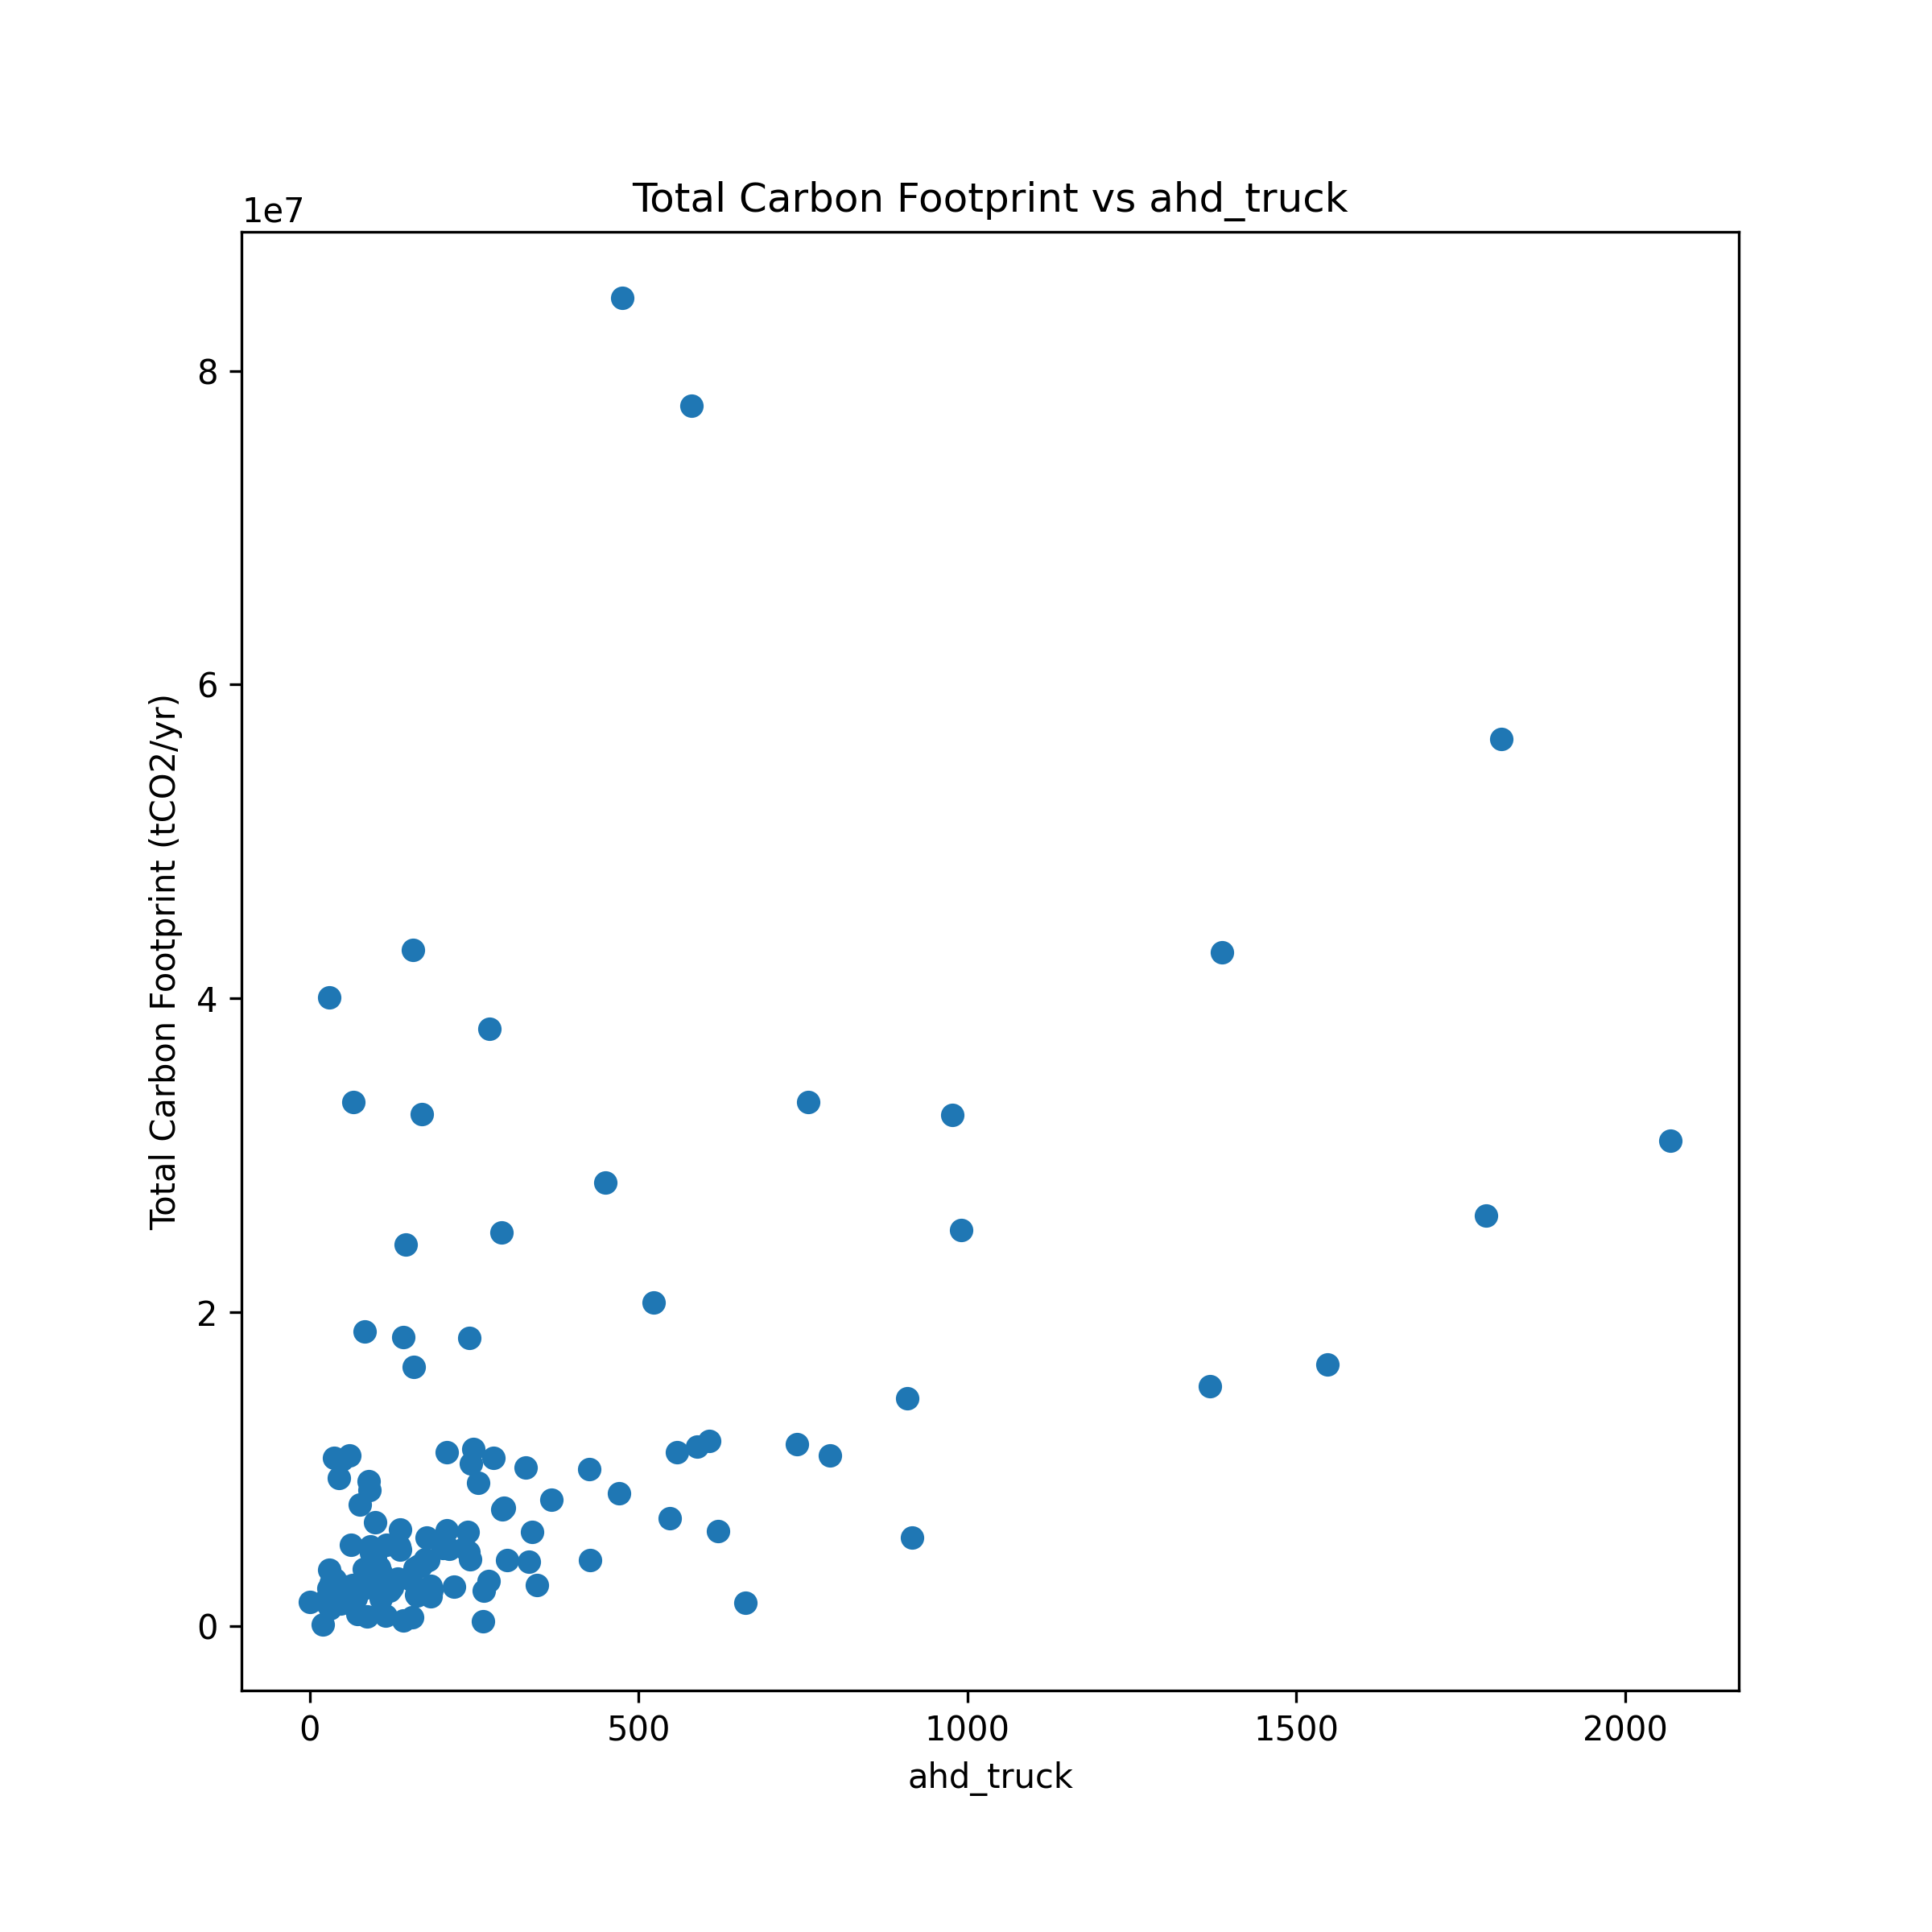 Total Carbon Footprint vs ahd_truck
1e7
8
6
4
2
0
Total Carbon Footprint (tCO2/yr)
0 500 1000 1500 2000
ahd_truck